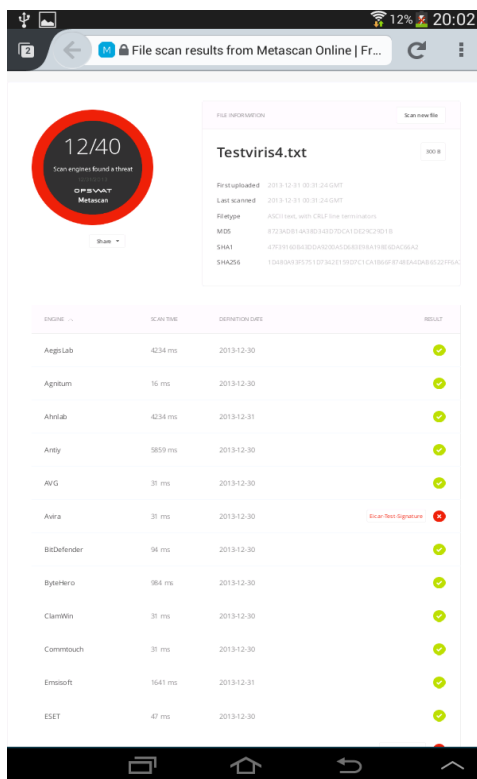 12% 20:02
2 M File scan results from Metascan Online | Fr...
12/40
Scan engines found a threat
OPSWAT
Metascan
Share
FILE INFORMATION Scan new file
Testviris4.txt 300 B
First uploaded 2013-12-31 00:31:24 GMT
Last scanned 2013-12-31 00:31:24 GMT
Filetype ASCII text, with CRLF line terminators
MD5
SHA1
SHA256
ENGINE SCAN TIME DEFINITION DATE RESULT
AegisLab 4234 ms 2013-12-30
Agnitum 16 ms 2013-12-30
Ahnlab 4234 ms 2013-12-31
Antiy 5859 ms 2013-12-30
AVG 31 ms 2013-12-30
Avira 31 ms 2013-12-30 Eicar-Test-Signature
BitDefender 94 ms 2013-12-30
ByteHero 984 ms 2013-12-30
ClamWin 31 ms 2013-12-30
Commtouch 31 ms 2013-12-30
Emsisoft 1641 ms 2013-12-31
ESET 47 ms 2013-12-30